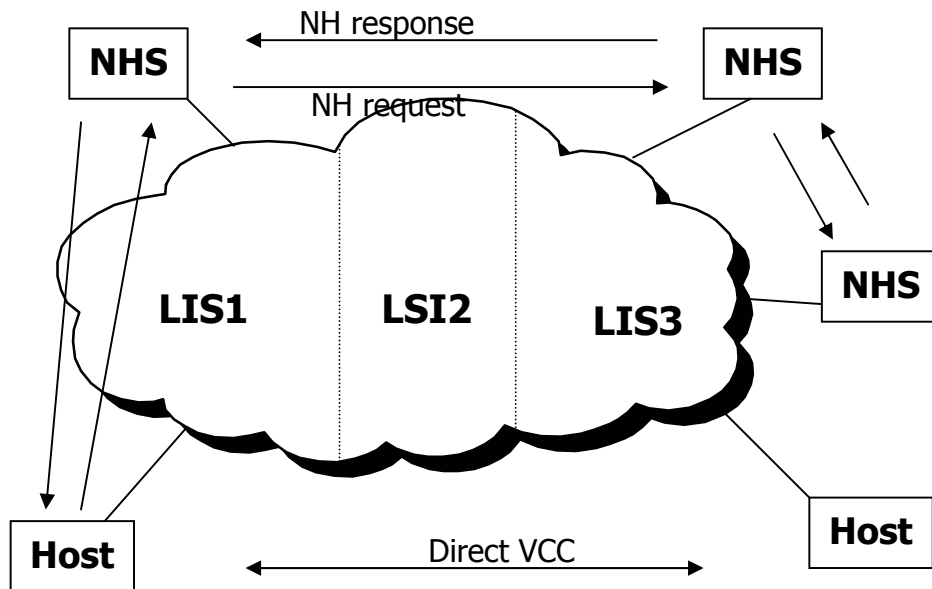 NH response
NHS
NHS
NH request
NHS
LIS1
LSI2
LIS3
Host
Host
Direct VCC